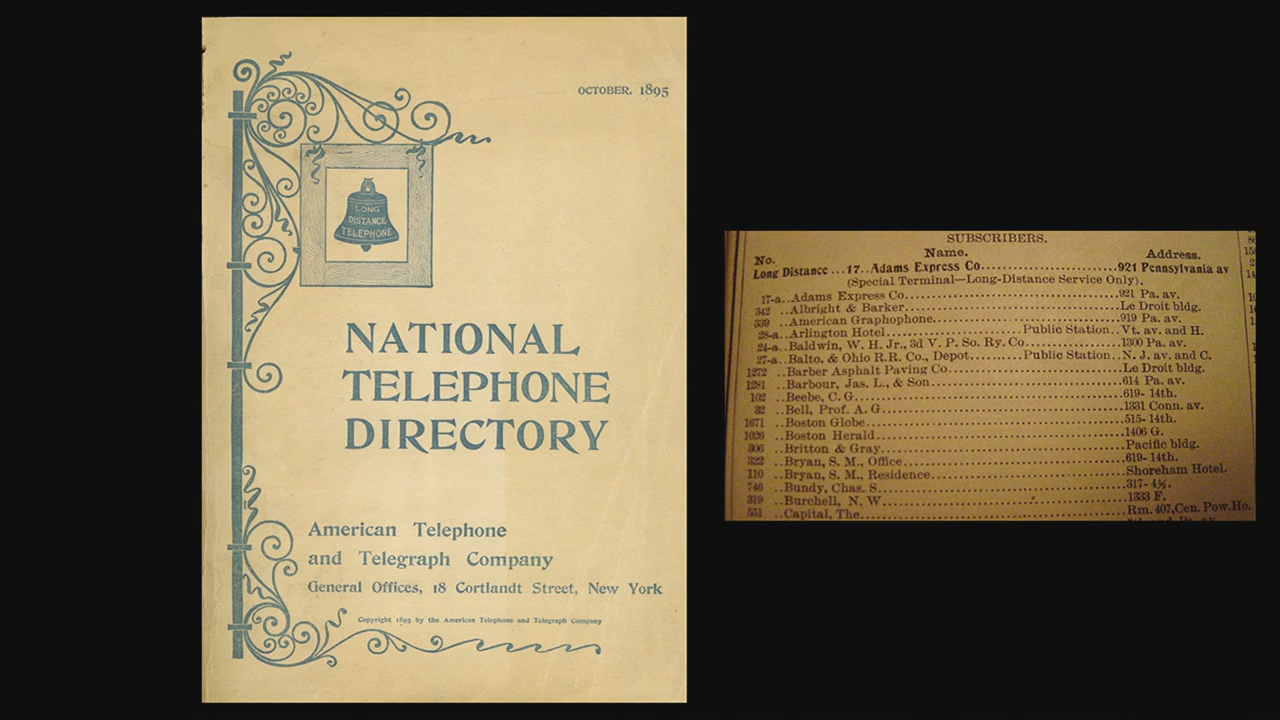 OCTOBER, 1895
LONG
DISTANCE
TELEPHONE
NATIONAL
TELEPHONE
DIRECTORY
American Telephone
and Telegraph Company
General Offices, 18 Cortlandt Street, New York
Copyright 1895 by the American Telephone and Telegraph Company
SUBSCRIBERS.
No. Name. Address.
Long Distance ... 17.. Adams Express Co. 921 Pennsylvania av
(Special Terminal—Long-Distance Service Only).
17-a.. Adams Express Co. 921 Pa. av.
342 .. Albright & Barker. Le Droit bldg.
339 .. American Graphophone. 919 Pa. av.
28-a.. Arlington Hotel. Public Station.. Vt. av. and H.
24-a.. Baldwin, W. H. Jr., 3d V. P. So. Ry. Co. 1300 Pa. av.
27-a.. Balto. & Ohio R.R. Co., Depot. Public Station.. N. J. av. and C.
1272 .. Barber Asphalt Paving Co. Le Droit bldg.
1281 .. Barbour, Jas. L., & Son. 614 Pa. av.
102 .. Beebe, C. G. 619- 14th.
32 .. Bell, Prof. A. G. 1331 Conn. av.
1671 .. Boston Globe. 515- 14th.
1026 .. Boston Herald. 1406 G.
306 .. Britton & Gray. Pacific bldg.
322 .. Bryan, S. M., Office. 619- 14th.
110 .. Bryan, S. M., Residence. Shoreham Hotel.
746 .. Bundy, Chas. S. 317- 4½.
319 .. Burchell, N. W. 1333 F.
551 .. Capital, The. Rm. 407, Cen. Pow. Ho.